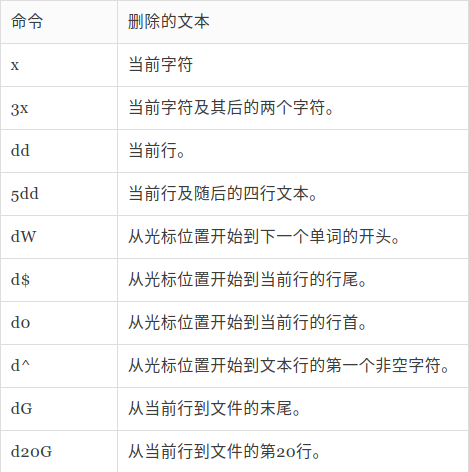 命令 删除的文本
x 当前字符
3x 当前字符及其后的两个字符。
dd 当前行。
5dd 当前行及随后的四行文本。
dW 从光标位置开始到下一个单词的开头。
d$ 从光标位置开始到当前行的行尾。
d0 从光标位置开始到当前行的行首。
d^ 从光标位置开始到文本行的第一个非空字符。
dG 从当前行到文件的末尾。
d20G 从当前行到文件的第20行。